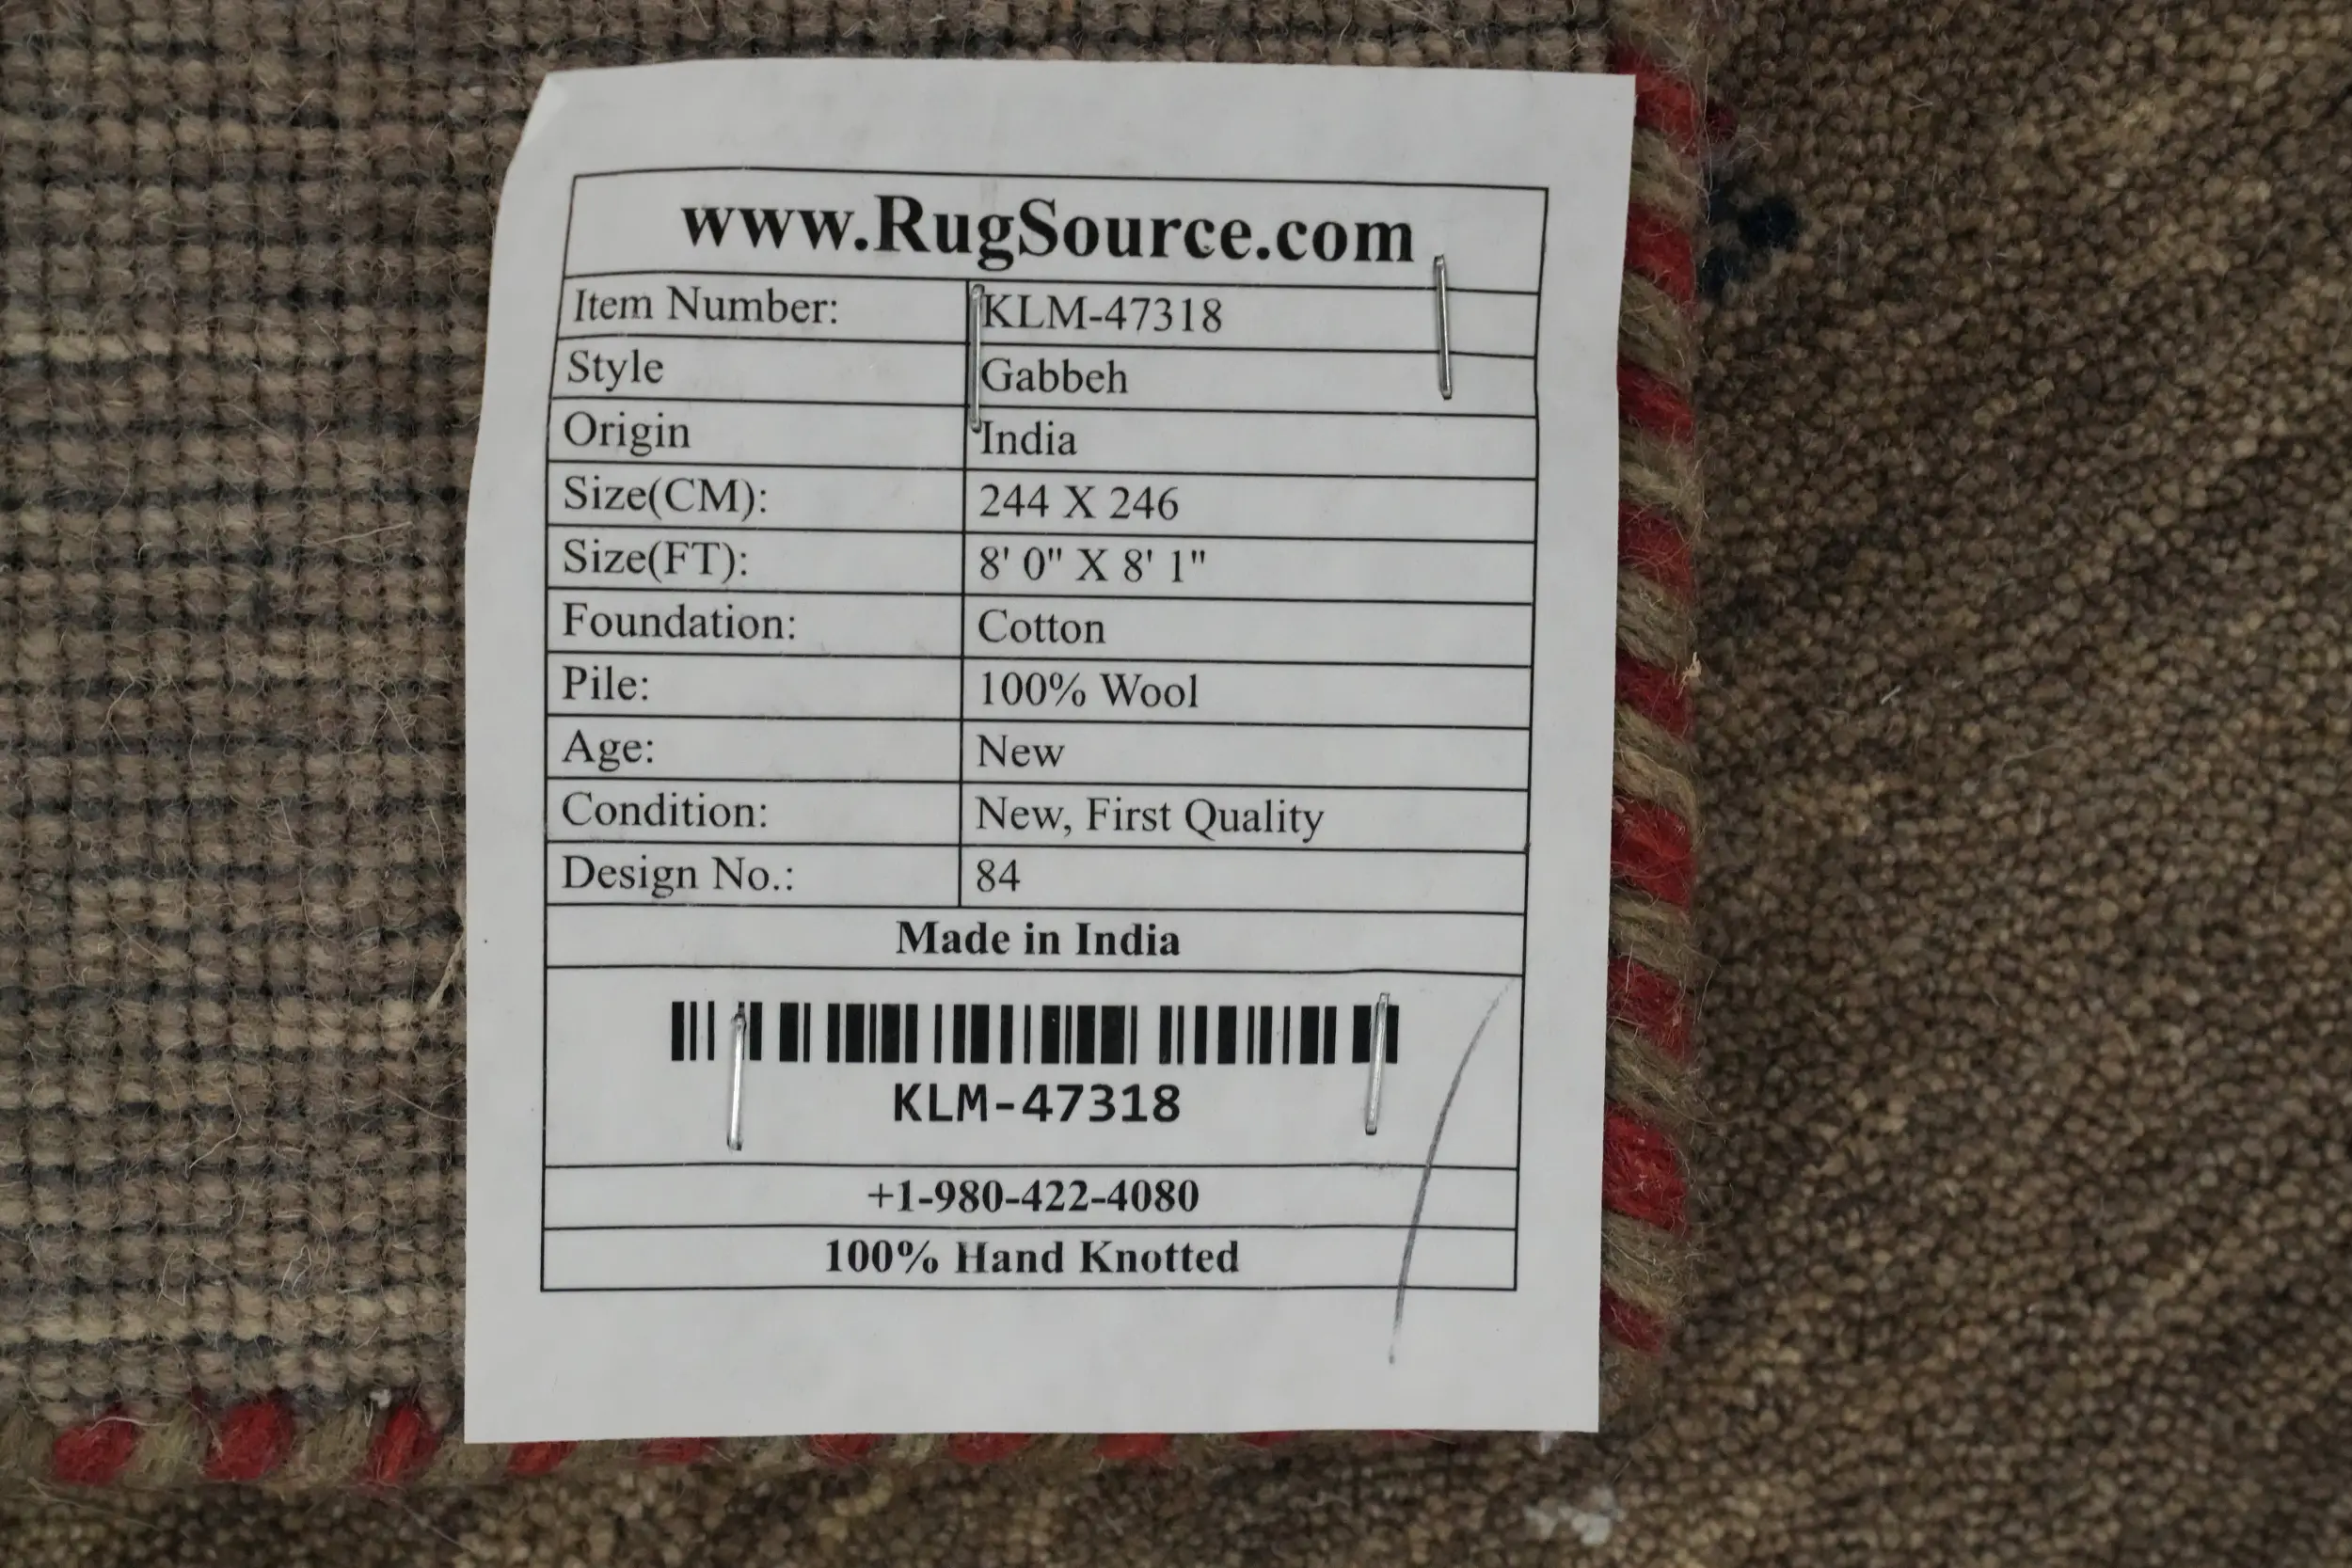 www.RugSource.com
Item Number: KLM-47318
Style Gabbeh
Origin India
Size(CM): 244 X 246
Size(FT): 8' 0" X 8' 1"
Foundation: Cotton
Pile: 100% Wool
Age: New
Condition: New, First Quality
Design No.: 84
Made in India
KLM-47318
+1-980-422-4080
100% Hand Knotted